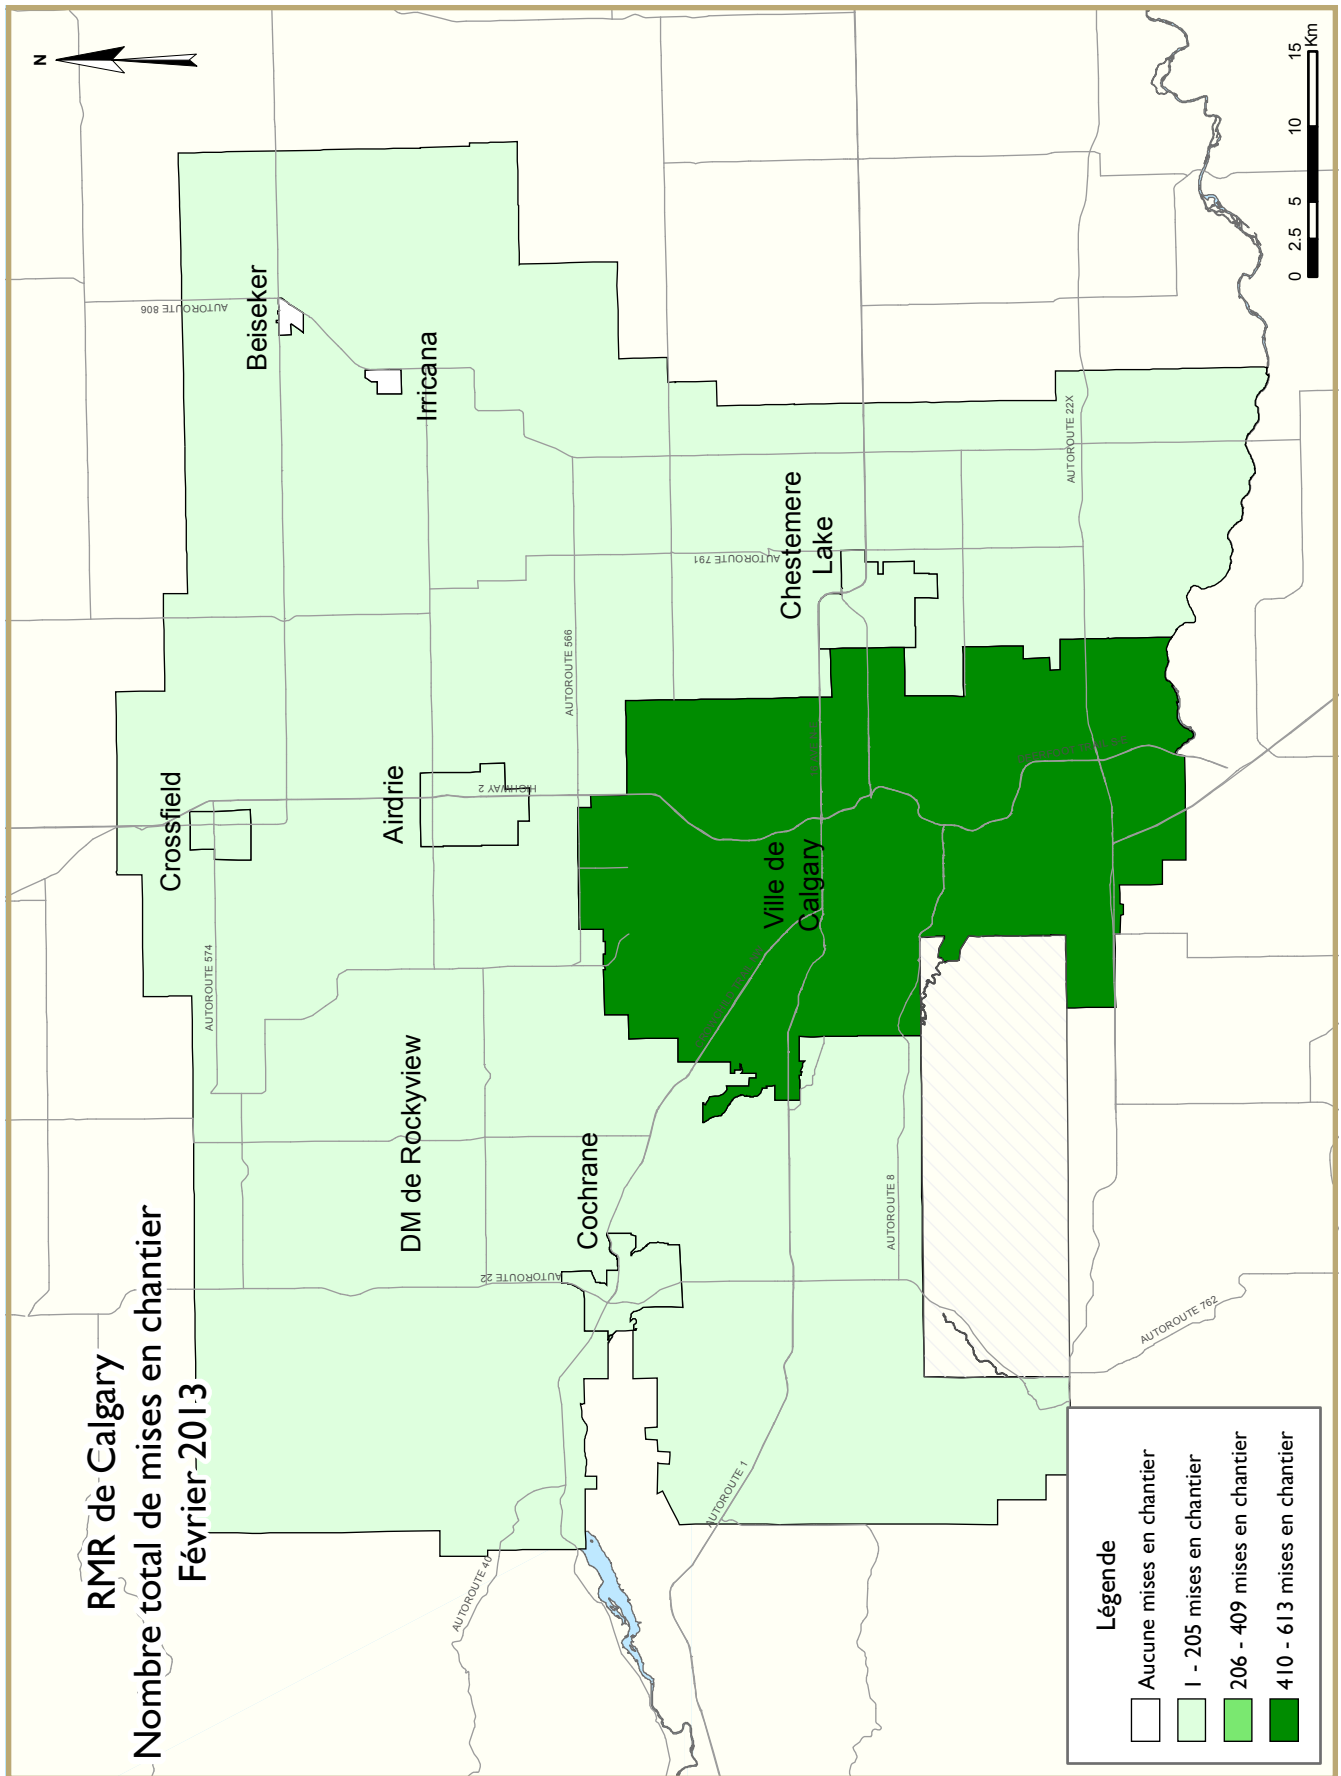 RMR de Calgary
Nombre total de mises en chantier
Février 2013
N
Crossfield
Beiseker
Irricana
Airdrie
DM de Rockyview
Cochrane
Chestemere
Lake
Ville de
Calgary
AUTOROUTE 806
AUTOROUTE 574
AUTOROUTE 566
AUTOROUTE 791
HIGHWAY 2
AUTOROUTE 22
AUTOROUTE 40
AUTOROUTE 1
AUTOROUTE 8
AUTOROUTE 22X
AUTOROUTE 762
Légende
Aucune mises en chantier
1 - 205 mises en chantier
206 - 409 mises en chantier
410 - 613 mises en chantier
0 2.5 5 10 15
Km